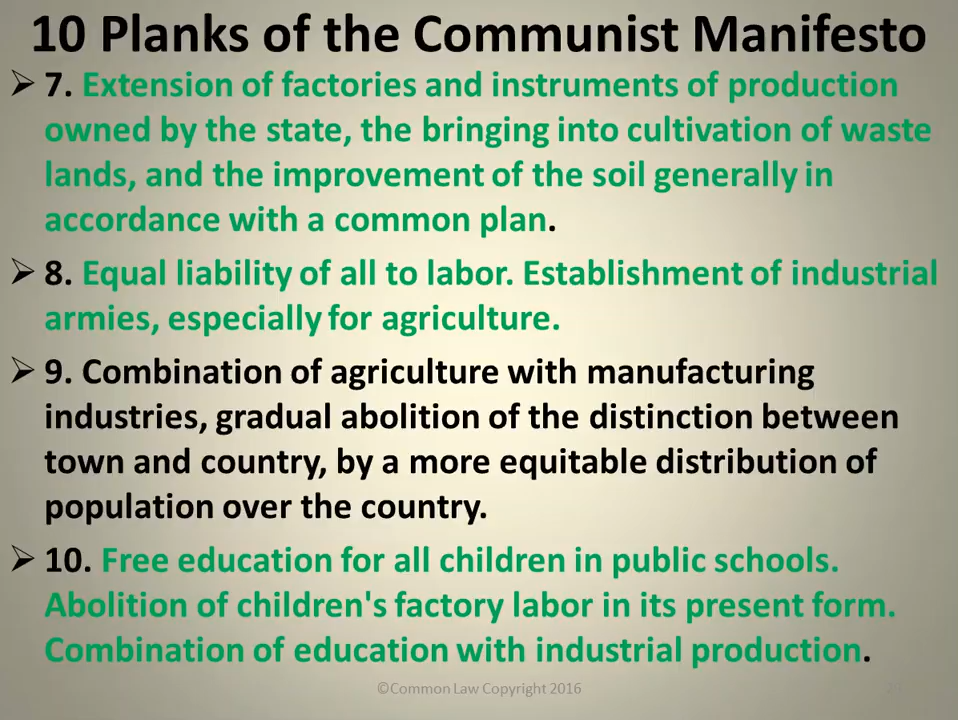 10 Planks of the Communist Manifesto
➢ 7. Extension of factories and instruments of production
owned by the state, the bringing into cultivation of waste
lands, and the improvement of the soil generally in
accordance with a common plan.
➢ 8. Equal liability of all to labor. Establishment of industrial
armies, especially for agriculture.
➢ 9. Combination of agriculture with manufacturing
industries, gradual abolition of the distinction between
town and country, by a more equitable distribution of
population over the country.
➢ 10. Free education for all children in public schools.
Abolition of children's factory labor in its present form.
Combination of education with industrial production.
©Common Law Copyright 2016